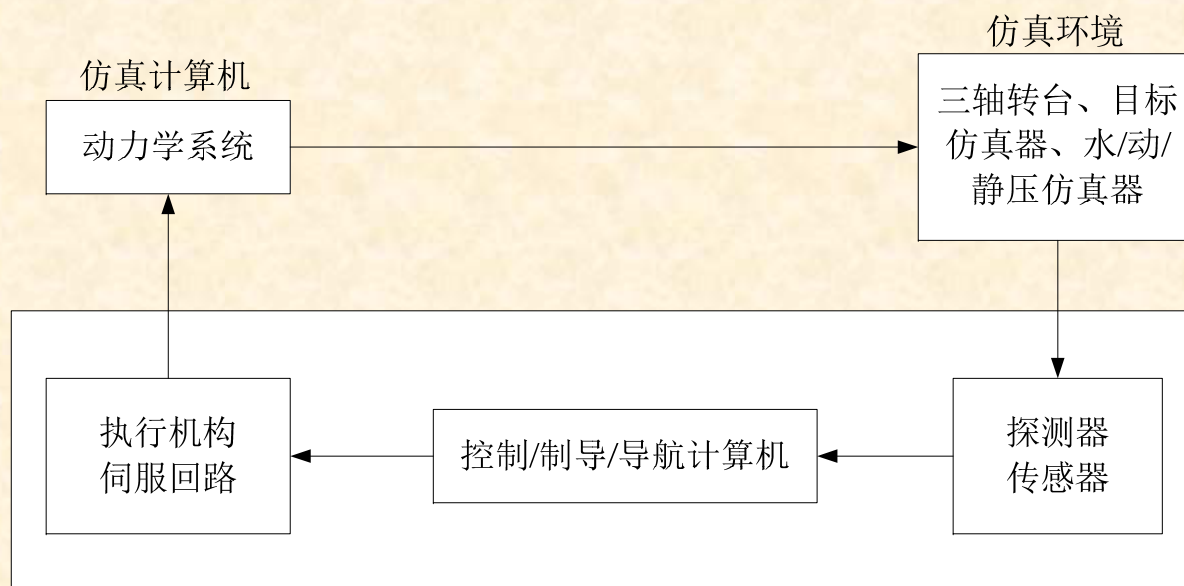 仿真环境
仿真计算机
三轴转台、目标
仿真器、水/动/
静压仿真器
动力学系统
执行机构
伺服回路
控制/制导/导航计算机
探测器
传感器